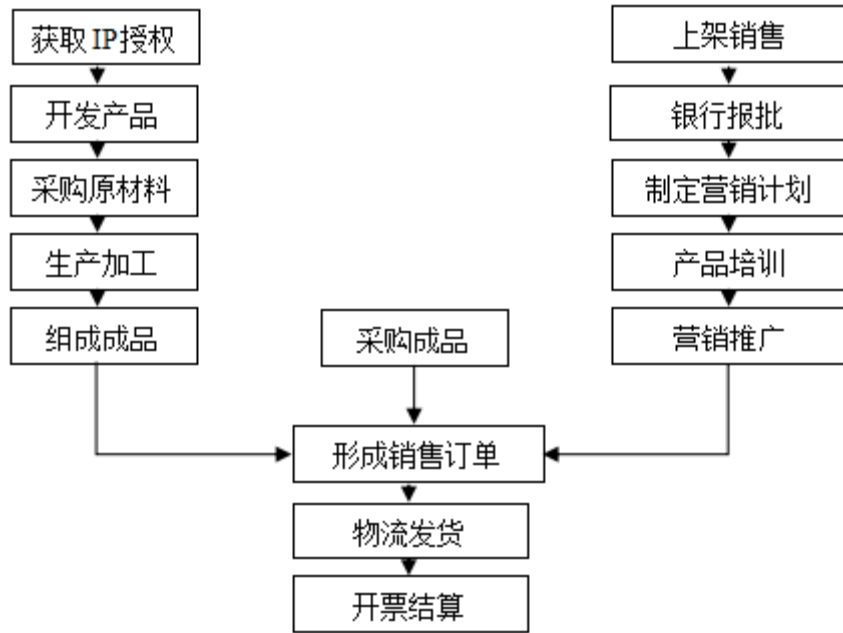 获取IP授权
开发产品
采购原材料
生产加工
组成成品
采购成品
上架销售
银行报批
制定营销计划
产品培训
营销推广
形成销售订单
物流发货
开票结算